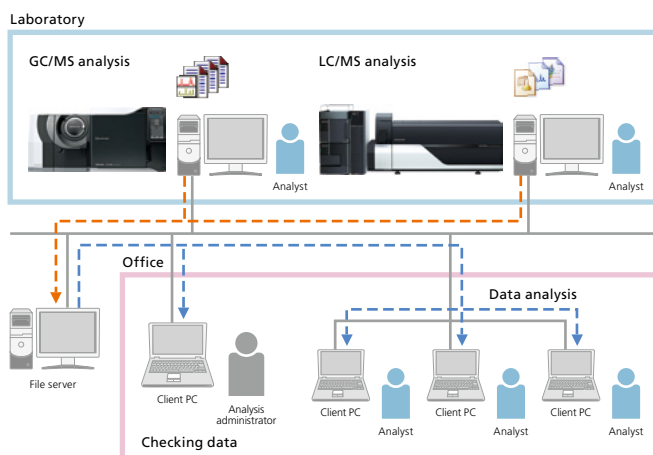 Laboratory
GC/MS analysis
LC/MS analysis
Analyst
Analyst
Office
Data analysis
File server
Client PC
Analysis
administrator
Client PC
Analyst
Client PC
Analyst
Client PC
Analyst
Checking data